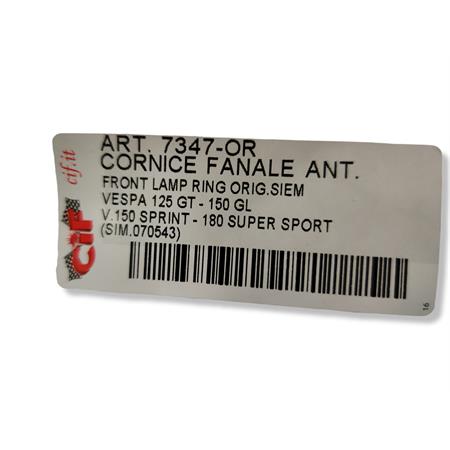 ART. 7347-OR
CORNICE FANALE ANT.
FRONT LAMP RING ORIG.SIEM
VESPA 125 GT - 150 GL
V.150 SPRINT - 180 SUPER SPORT
(SIM.070543)
CIF
cif.it
16